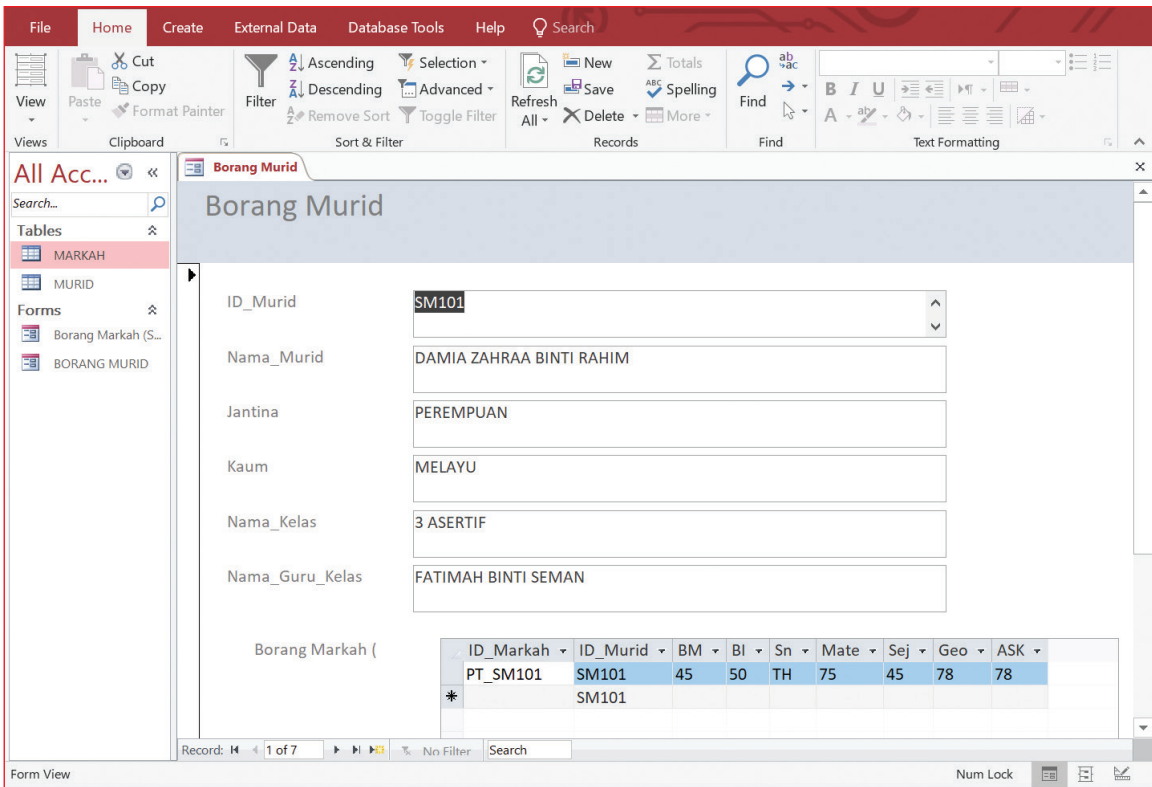 File Home Create External Data Database Tools Help Search
View
Views
Paste
Cut
Copy
Format Painter
Clipboard
Filter
Ascending
Descending
Remove Sort
Selection
Advanced
Toggle Filter
Sort & Filter
Refresh
All
New
Save
Delete
Totals
Spelling
More
Records
Find
Find
B I U
A
Text Formatting
All Acc... «
Search...
Tables
MARKAH
MURID
Forms
Borang Markah (S...
BORANG MURID
Borang Murid
Borang Murid
ID_Murid SM101
Nama_Murid DAMIA ZAHRAA BINTI RAHIM
Jantina PEREMPUAN
Kaum MELAYU
Nama_Kelas 3 ASERTIF
Nama_Guru_Kelas FATIMAH BINTI SEMAN
Borang Markah (
ID_Markah ID_Murid BM BI Sn Mate Sej Geo ASK
PT_SM101 SM101 45 50 TH 75 45 78 78
SM101
Record: 1 of 7 No Filter Search
Form View Num Lock